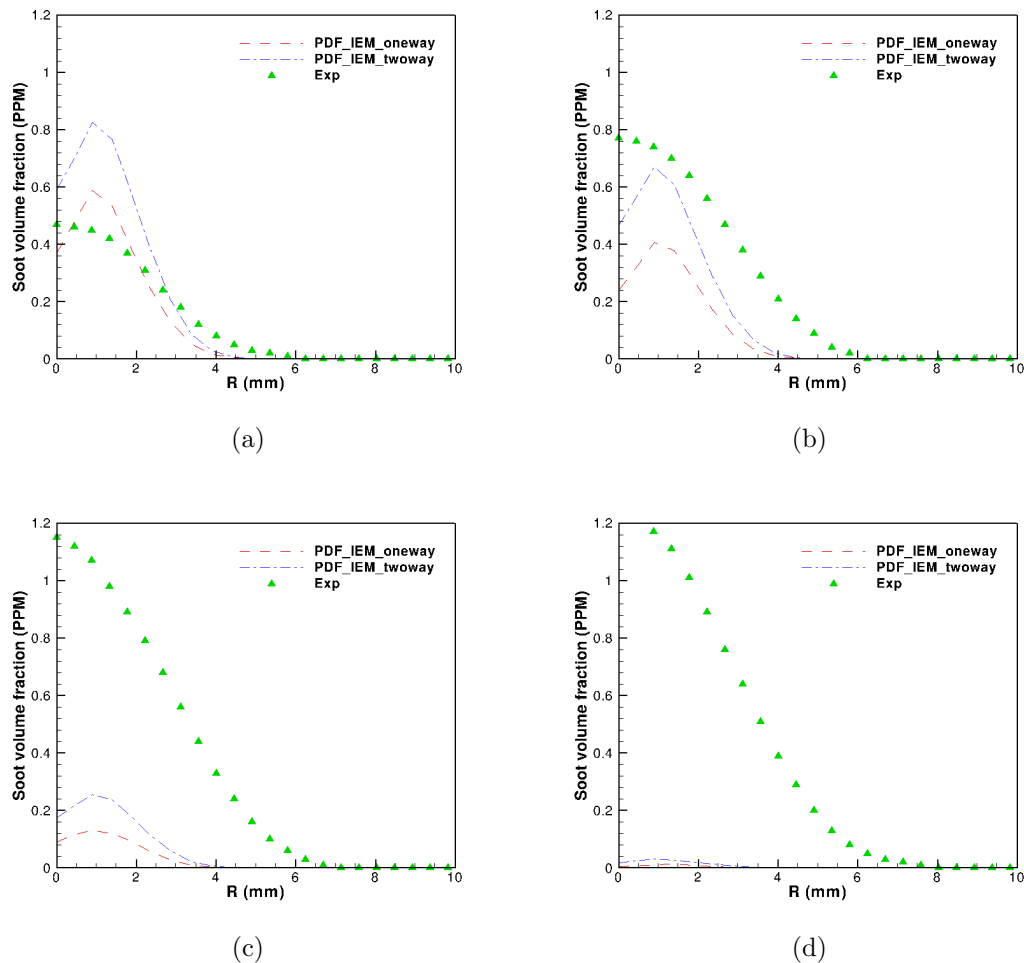 1.2
PDF_IEM_oneway
PDF_IEM_twoway
Exp
1
0.8
0.6
0.4
0.2
0
Soot volume fraction (PPM)
0 2 4 6 8 10
R (mm)
(a)
1.2
PDF_IEM_oneway
PDF_IEM_twoway
Exp
1
0.8
0.6
0.4
0.2
0
Soot volume fraction (PPM)
0 2 4 6 8 10
R (mm)
(b)
1.2
PDF_IEM_oneway
PDF_IEM_twoway
Exp
1
0.8
0.6
0.4
0.2
0
Soot volume fraction (PPM)
0 2 4 6 8 10
R (mm)
(c)
1.2
PDF_IEM_oneway
PDF_IEM_twoway
Exp
1
0.8
0.6
0.4
0.2
0
Soot volume fraction (PPM)
0 2 4 6 8 10
R (mm)
(d)